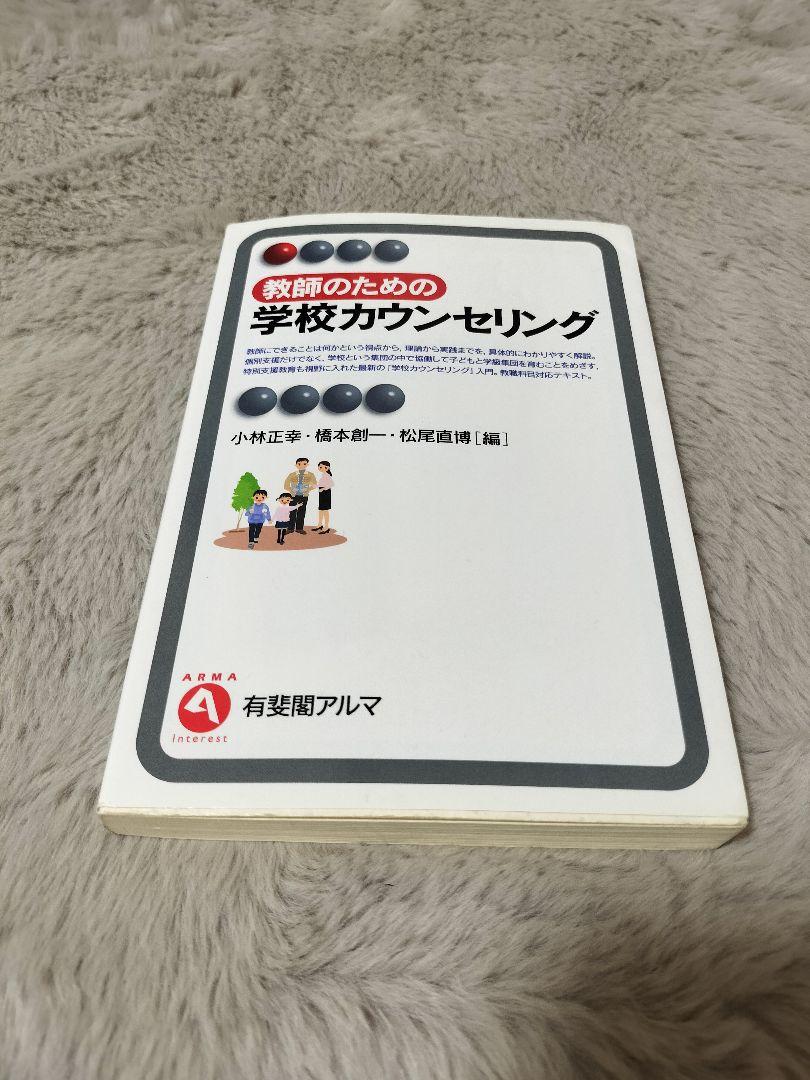 教師のための
学校カウンセリング
教師にできることは何かという視点から、理論から実践までを、具体的にわかりやすく解説。
個別支援だけでなく、学校という集団の中で協働して子どもと学級集団を育むことをめざす、
特別支援教育も視野に入れた最新の「学校カウンセリング」入門。教職科目対応テキスト。
小林正幸・橋本創一・松尾直博[編]
ARMA
有斐閣アルマ
Interest